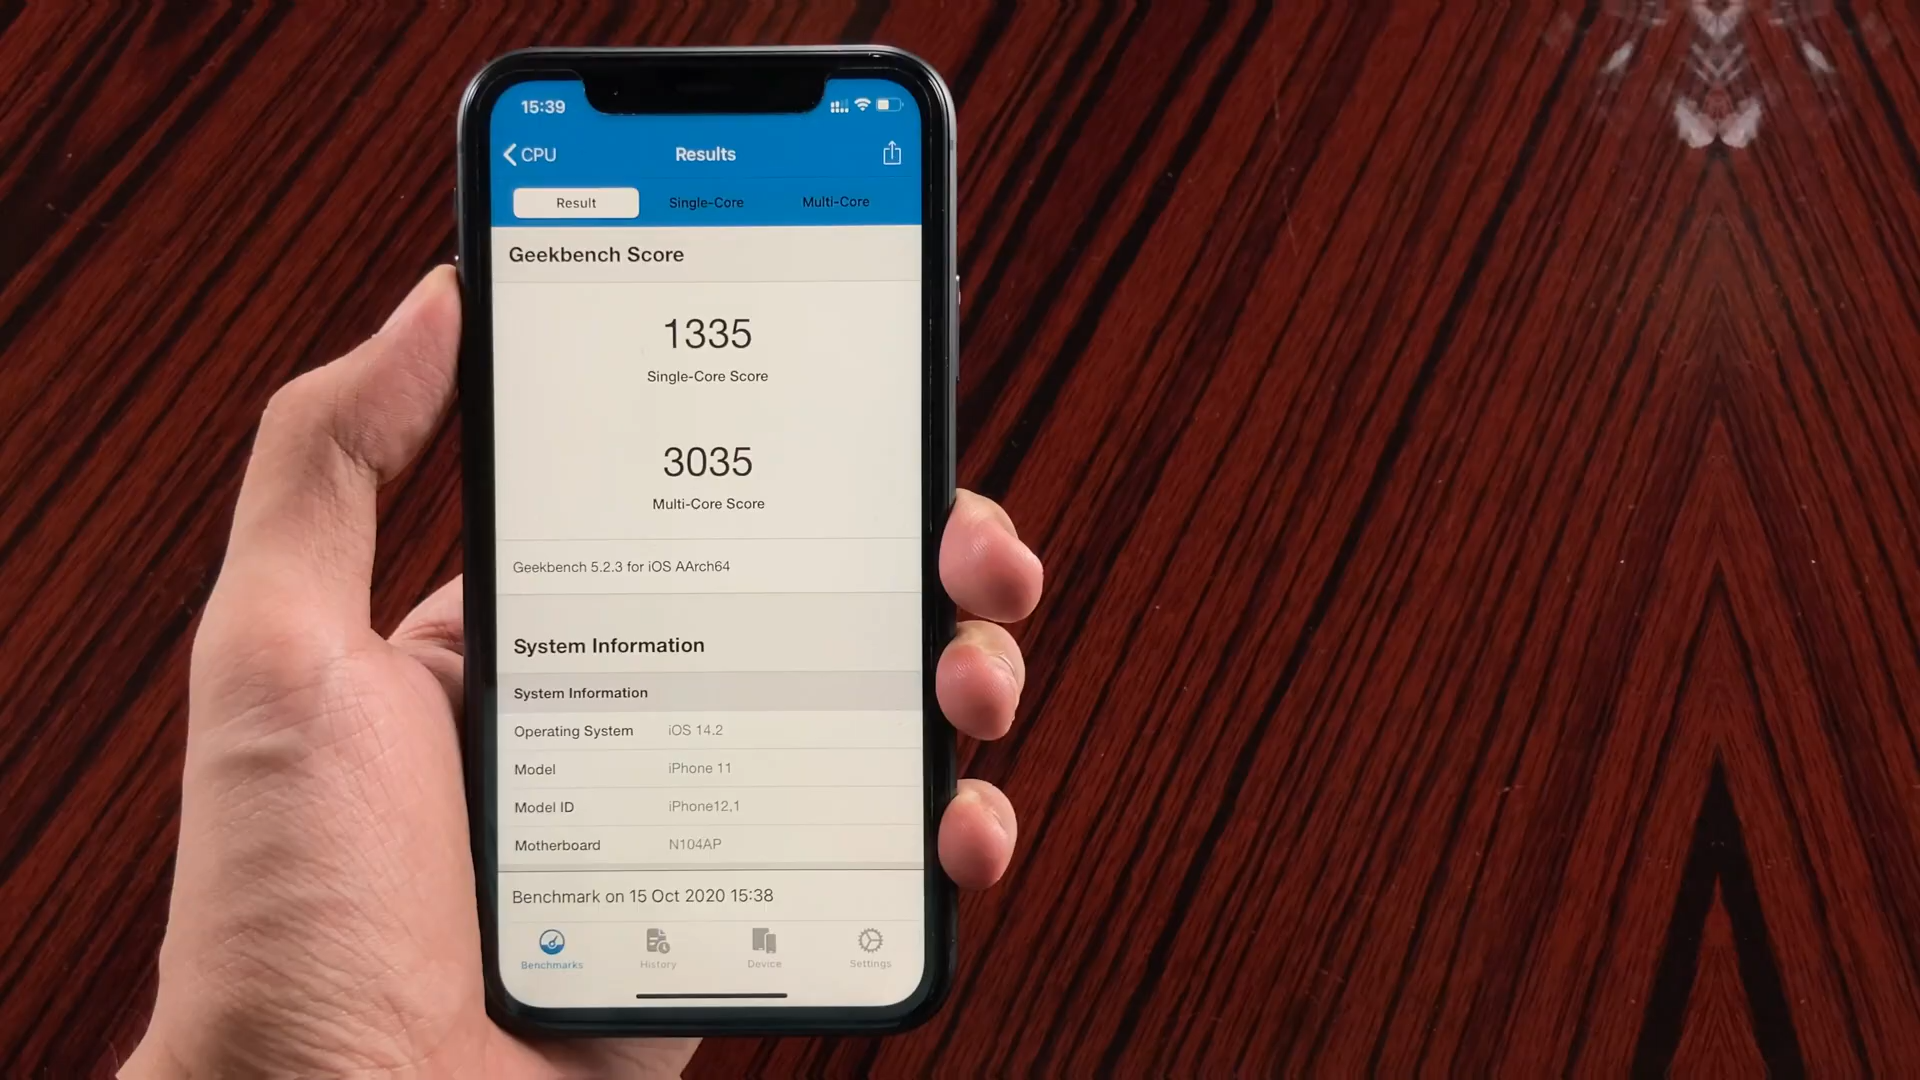 15:39
CPU
Results
Result
Single-Core
Multi-Core
Geekbench Score
1335
Single-Core Score
3035
Multi-Core Score
Geekbench 5.2.3 for iOS AArch64
System Information
System Information
Operating System iOS 14.2
Model iPhone 11
Model ID iPhone12,1
Motherboard N104AP
Benchmark on 15 Oct 2020 15:38
Benchmarks
History
Device
Settings